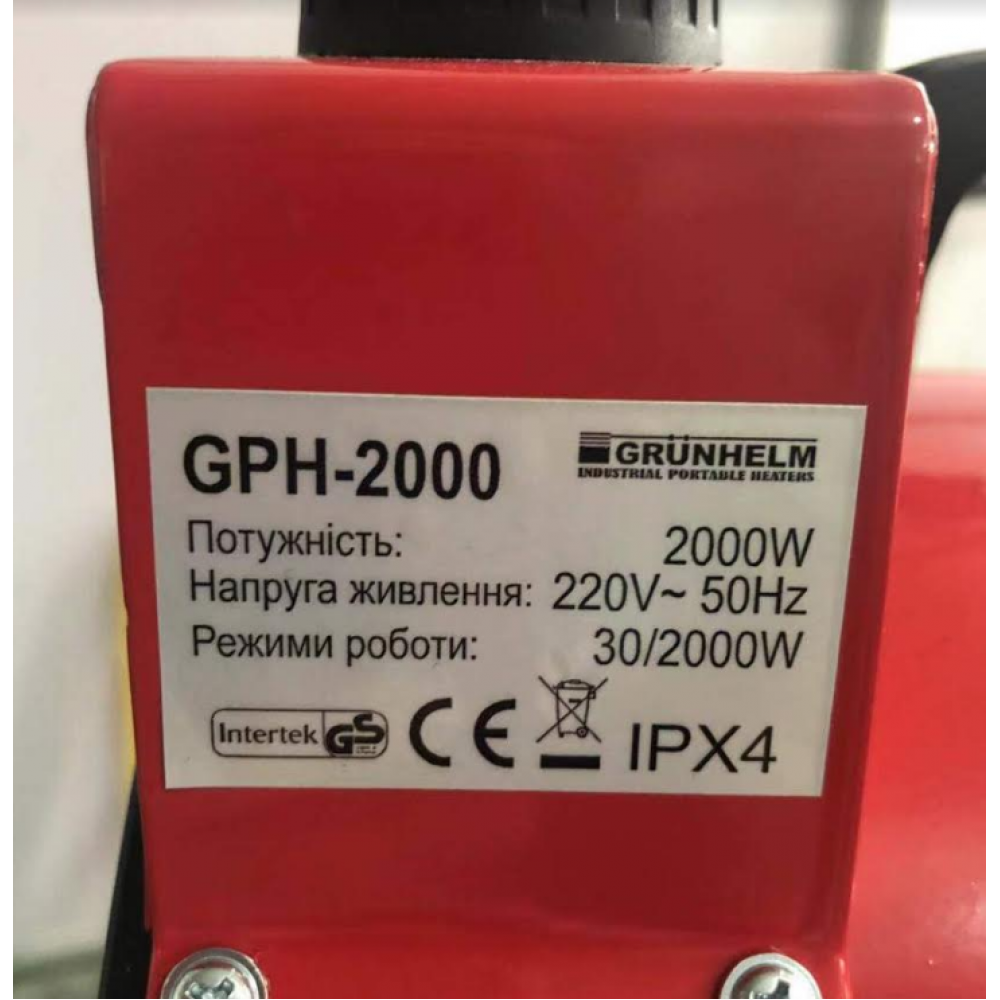 GPH-2000
GRÜNHELM
INDUSTRIAL PORTABLE HEATERS
Потужність: 2000W
Напруга живлення: 220V~ 50Hz
Режими роботи: 30/2000W
Intertek GS CE IPX4